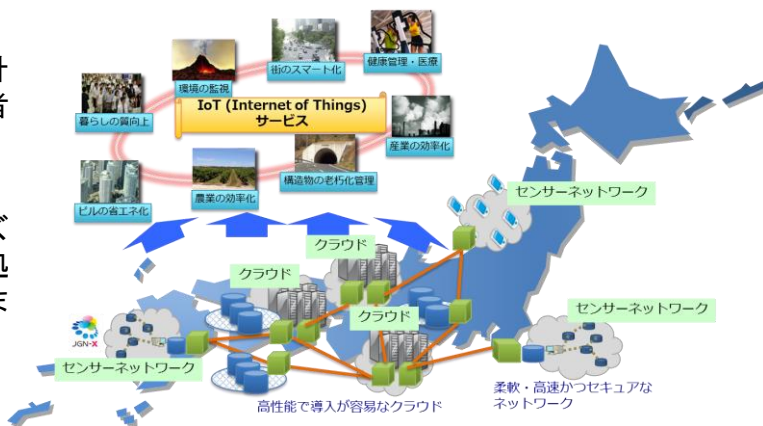 計
者
ベ
処
ま
街のスマート化
健康管理・医療
環境の監視
IoT (Internet of Things)
サービス
暮らしの質向上
産業の効率化
構造物の老朽化管理
農業の効率化
ビルの省エネ化
センサーネットワーク
クラウド
クラウド
クラウド
センサーネットワーク
JGN-X
センサーネットワーク
柔軟・高速かつセキュアな
ネットワーク
高性能で導入が容易なクラウド